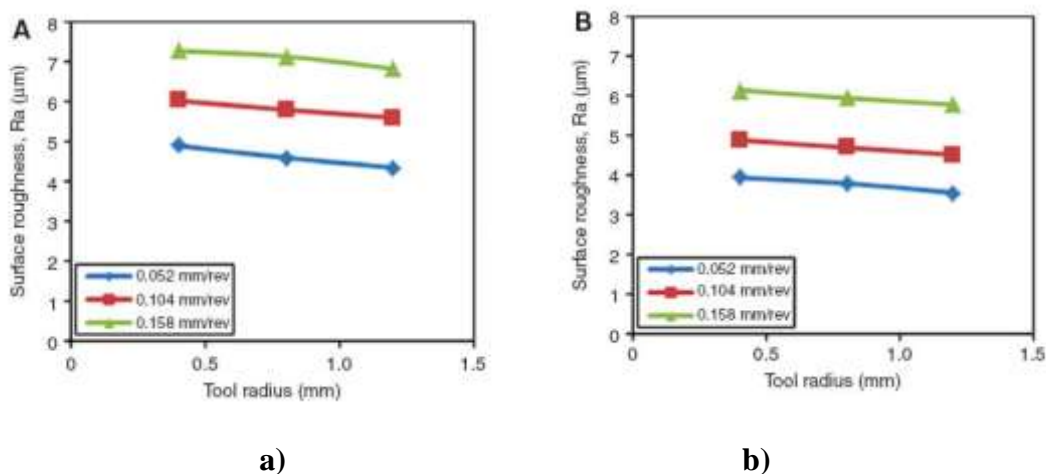 A
Surface roughness, Ra (µm)
8
7
6
5
4
3
2
1
0
0.052 mm/rev
0.104 mm/rev
0.158 mm/rev
0
0.5
1.0
1.5
Tool radius (mm)
a)
B
Surface roughness, Ra (µm)
8
7
6
5
4
3
2
1
0
0.052 mm/rev
0.104 mm/rev
0.158 mm/rev
0
0.5
1.0
1.5
Tool radius (mm)
b)